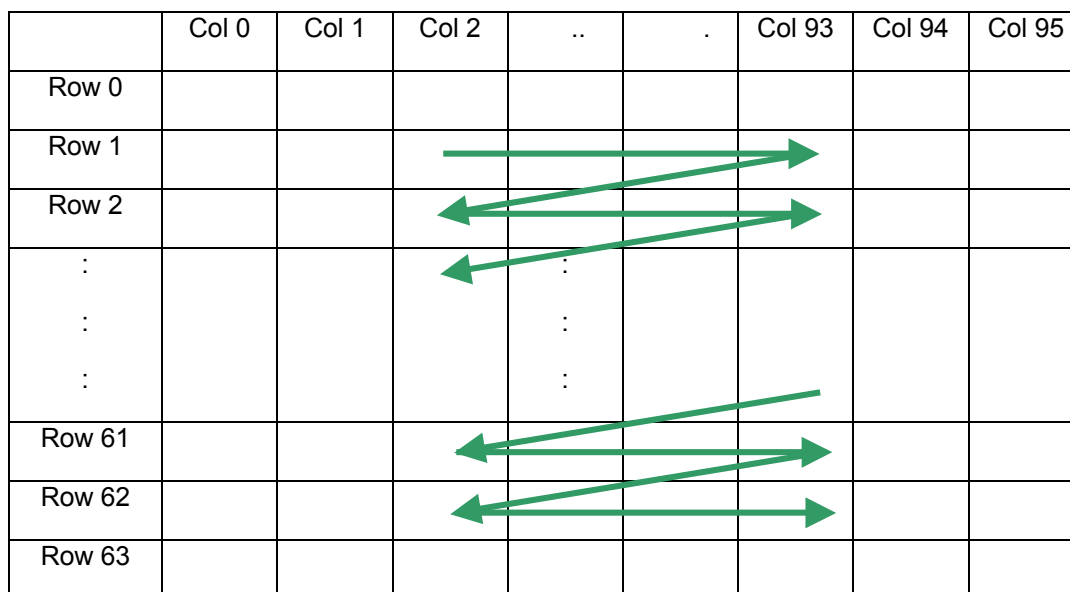 Col 0 Col 1 Col 2 .. . Col 93 Col 94 Col 95
Row 0
Row 1
Row 2
: :
: :
: :
Row 61
Row 62
Row 63